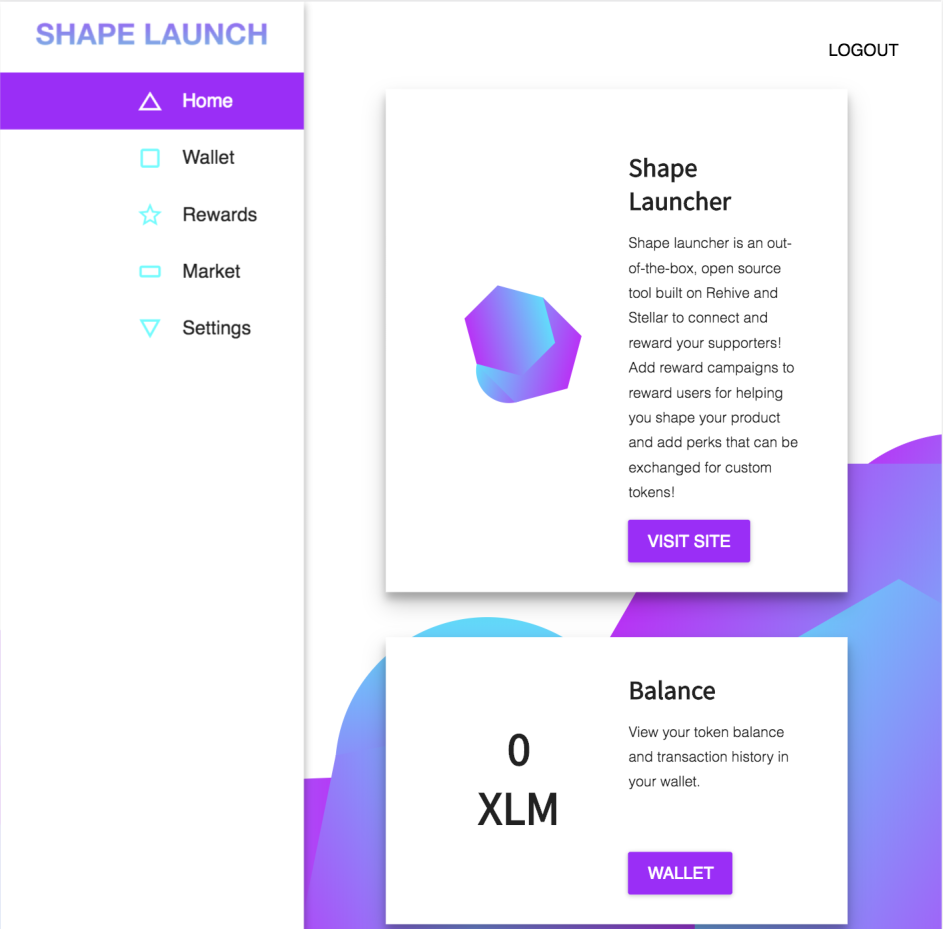 SHAPE LAUNCH
LOGOUT
Home
Wallet
Rewards
Market
Settings
Shape
Launcher
Shape launcher is an out-
of-the-box, open source
tool built on Rehive and
Stellar to connect and
reward your supporters!
Add reward campaigns to
reward users for helping
you shape your product
and add perks that can be
exchanged for custom
tokens!
VISIT SITE
0
XLM
Balance
View your token balance
and transaction history in
your wallet.
WALLET